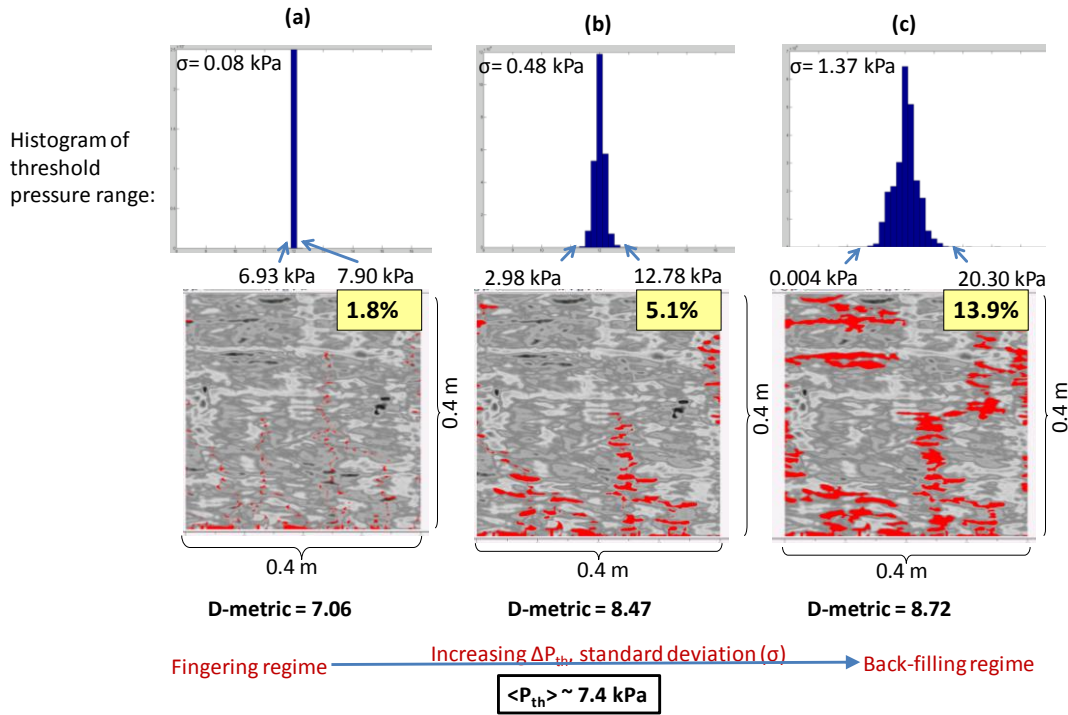 (a)
(b)
(c)
σ= 0.08 kPa
σ= 0.48 kPa
σ= 1.37 kPa
Histogram of
threshold
pressure range:
6.93 kPa
7.90 kPa
2.98 kPa
12.78 kPa
0.004 kPa
20.30 kPa
1.8%
5.1%
13.9%
0.4 m
0.4 m
0.4 m
0.4 m
0.4 m
0.4 m
D-metric = 7.06
D-metric = 8.47
D-metric = 8.72
Fingering regime
Increasing ΔPth, standard deviation (σ)
Back-filling regime
<Pth> ~ 7.4 kPa